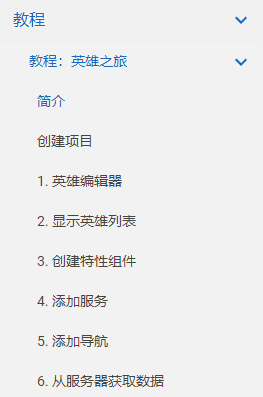 教程
教程：英雄之旅
简介
创建项目
1. 英雄编辑器
2. 显示英雄列表
3. 创建特性组件
4. 添加服务
5. 添加导航
6. 从服务器获取数据